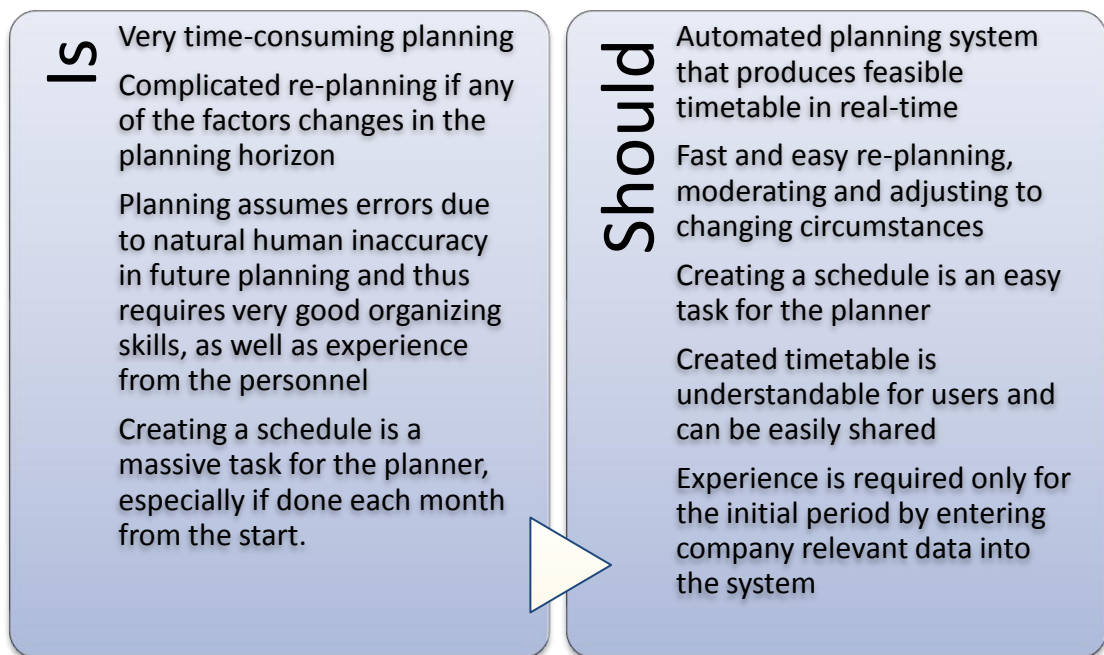 Is
Very time-consuming planning
Complicated re-planning if any
of the factors changes in the
planning horizon
Planning assumes errors due
to natural human inaccuracy
in future planning and thus
requires very good organizing
skills, as well as experience
from the personnel
Creating a schedule is a
massive task for the planner,
especially if done each month
from the start.
Should
Automated planning system
that produces feasible
timetable in real-time
Fast and easy re-planning,
moderating and adjusting to
changing circumstances
Creating a schedule is an easy
task for the planner
Created timetable is
understandable for users and
can be easily shared
Experience is required only for
the initial period by entering
company relevant data into
the system